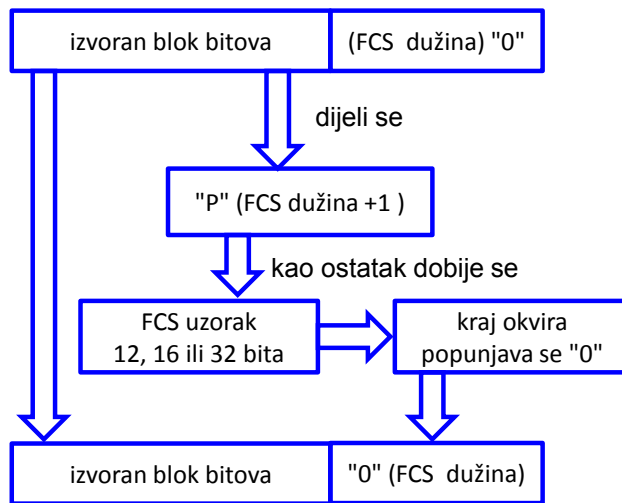 izvoran blok bitova
(FCS dužina) "0"
dijeli se
"P" (FCS dužina +1 )
kao ostatak dobije se
FCS uzorak
12, 16 ili 32 bita
kraj okvira
popunjava se "0"
izvoran blok bitova
"0" (FCS dužina)